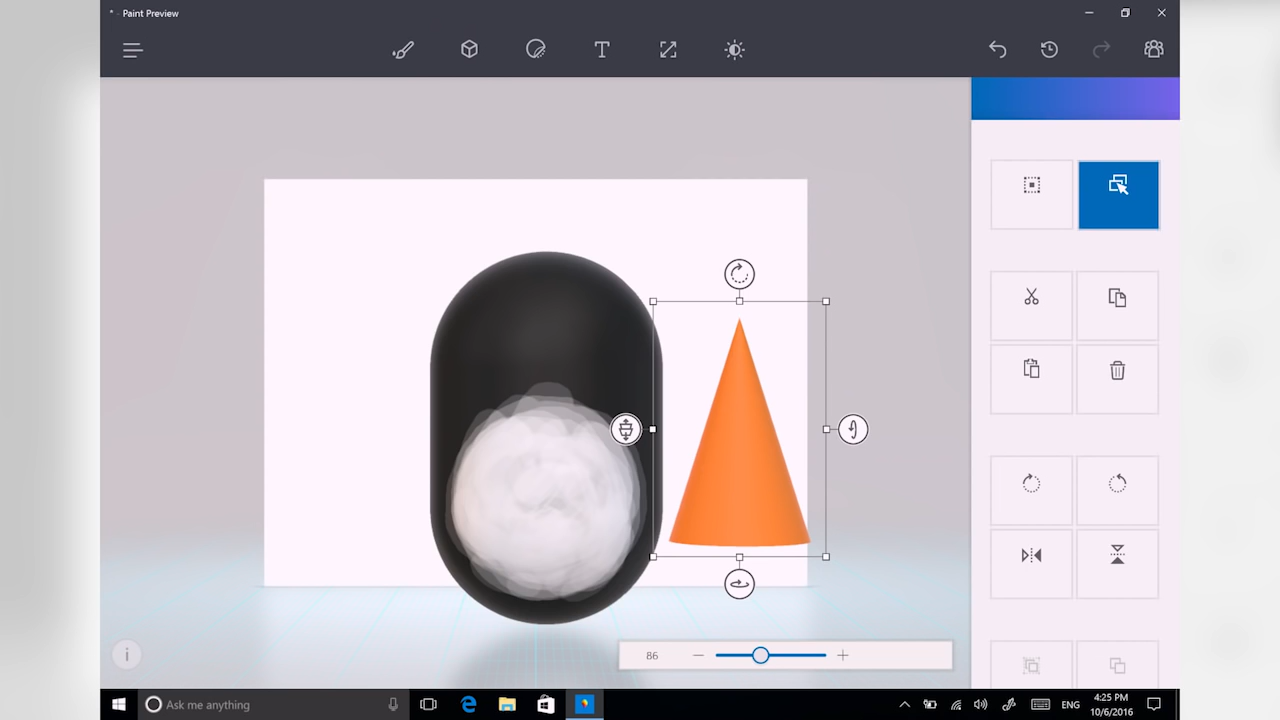 * - Paint Preview
86
Ask me anything
ENG
4:25 PM
10/6/2016